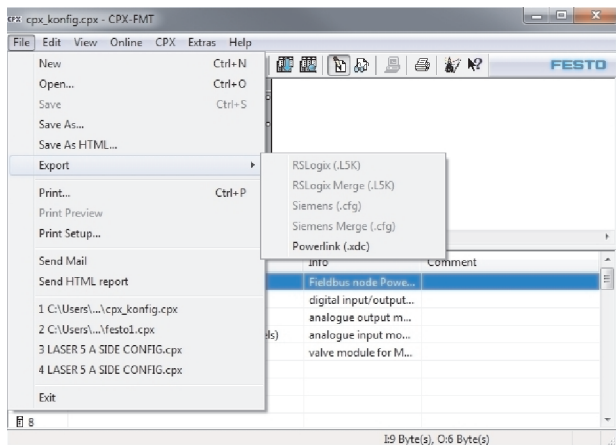 CPX cpx_konfig.cpx - CPX-FMT
File Edit View Online CPX Extras Help
FESTO
New Ctrl+N
Open... Ctrl+O
Save Ctrl+S
Save As...
Save As HTML...
Export
RSLogix (.L5K)
RSLogix Merge (.L5K)
Siemens (.cfg)
Siemens Merge (.cfg)
Powerlink (.xdc)
Print... Ctrl+P
Print Preview
Print Setup...
Send Mail
Send HTML report
1 C:\Users\...\cpx_konfig.cpx
2 C:\Users\...\festo1.cpx
3 LASER 5 A SIDE CONFIG.cpx
4 LASER 5 A SIDE CONFIG.cpx
Exit
Info Comment
Fieldbus node Powe...
digital input/output...
analogue output m...
els) analogue input mo...
valve module for M...
8
I:9 Byte(s), O:6 Byte(s)